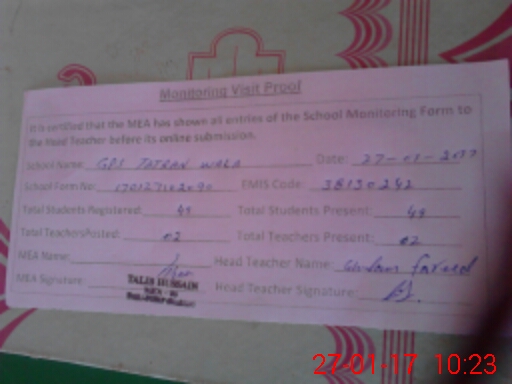 Monitoring Visit Proof
It is certified that the MEA has shown all entries of the School Monitoring Form to
the Head Teacher before its online submission.
School Name: GPS TATRAN WALA Date: 27-01-2017
School Form No: EMIS Code: 38130242
Total Students Registered: 49 Total Students Present: 49
Total TeachersPosted: 02 Total Teachers Present: 02
MEA Name: Head Teacher Name: Ghulam Fareed
MEA Signature: TALIB HUSSAIN Head Teacher Signature:
27-01-17 10:23